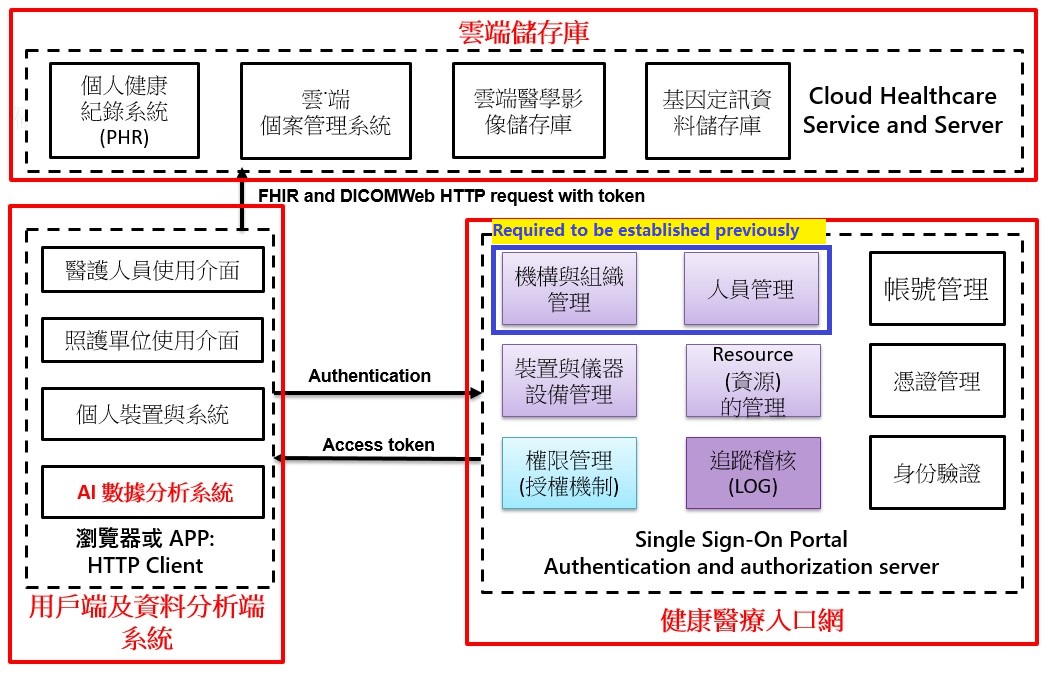 雲端儲存庫
個人健康
紀錄系統
(PHR)
雲端
個案管理系統
雲端醫學影
像儲存庫
基因定訊資
料儲存庫
Cloud Healthcare
Service and Server
FHIR and DICOMWeb HTTP request with token
醫護人員使用介面
照護單位使用介面
個人裝置與系統
AI 數據分析系統
瀏覽器或 APP:
HTTP Client
用戶端及資料分析端
系統
Authentication
Access token
Required to be established previously
機構與組織
管理
人員管理
帳號管理
裝置與儀器
設備管理
Resource
(資源)
的管理
憑證管理
權限管理
(授權機制)
追蹤稽核
(LOG)
身份驗證
Single Sign-On Portal
Authentication and authorization server
健康醫療入口網